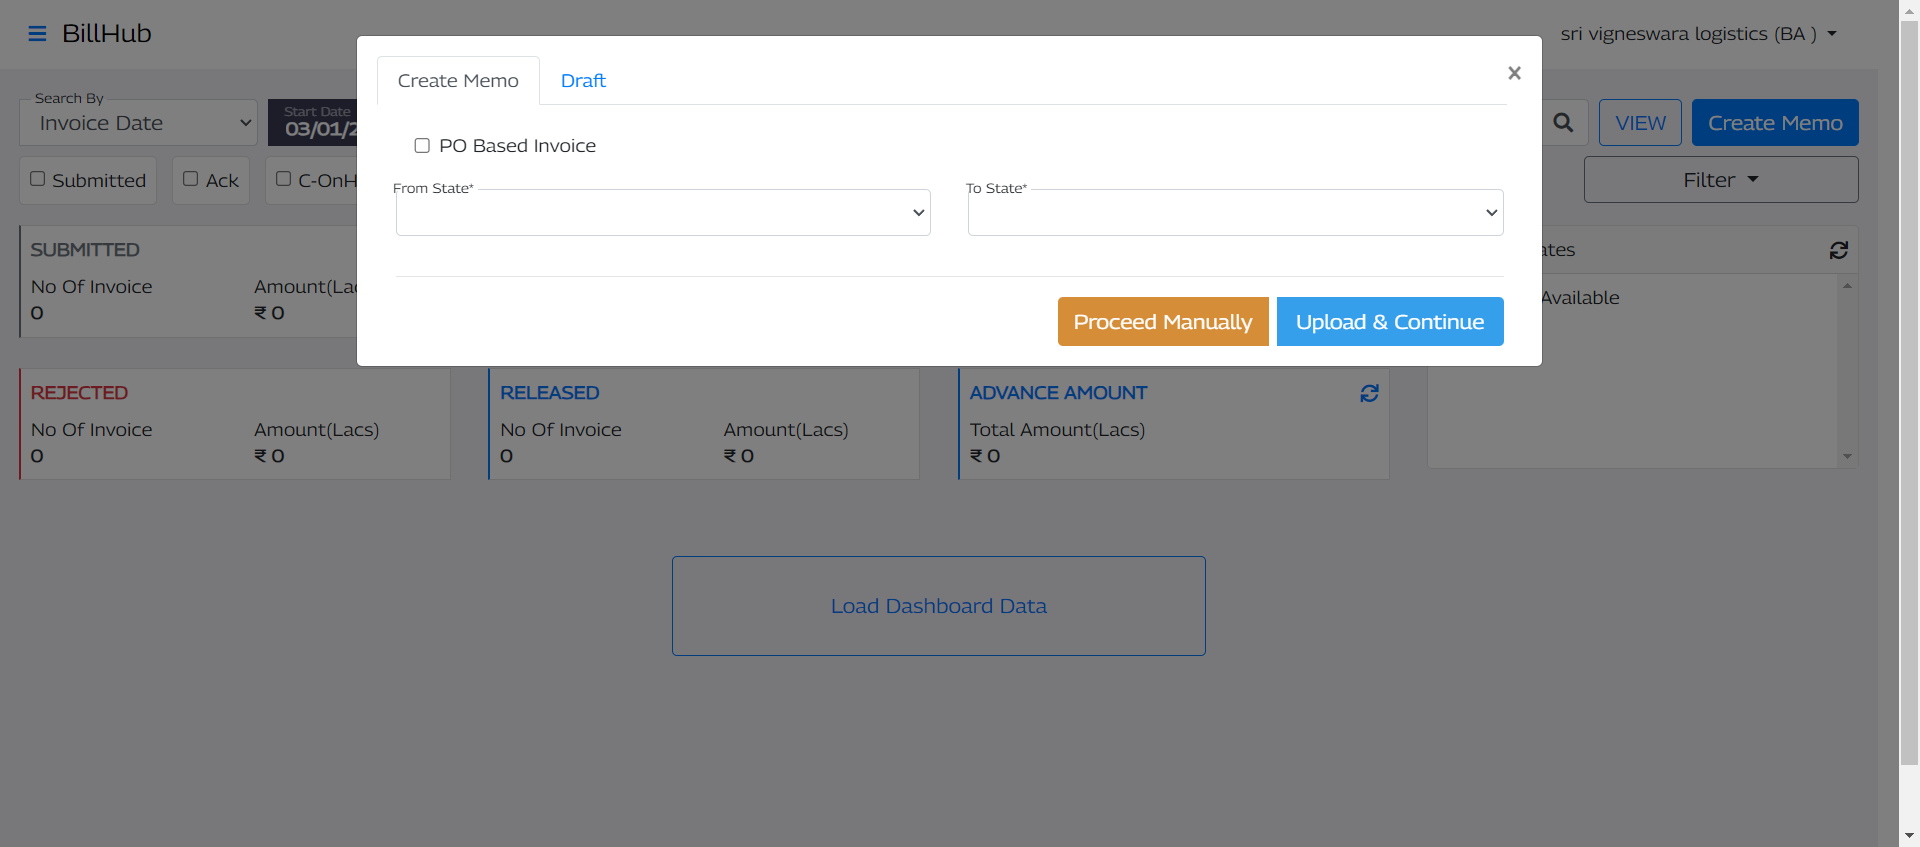 BillHub
sri vigneswara logistics (BA )
Create Memo
Draft
×
PO Based Invoice
From State*
To State*
Proceed Manually
Upload & Continue
Search By
Invoice Date
Start Date
03/01/2
VIEW
Create Memo
Submitted
Ack
C-OnH
Filter
SUBMITTED
No Of Invoice
Amount(Lac
0
₹ 0
ates
Available
REJECTED
No Of Invoice
Amount(Lacs)
0
₹ 0
RELEASED
No Of Invoice
Amount(Lacs)
0
₹ 0
ADVANCE AMOUNT
Total Amount(Lacs)
₹ 0
Load Dashboard Data